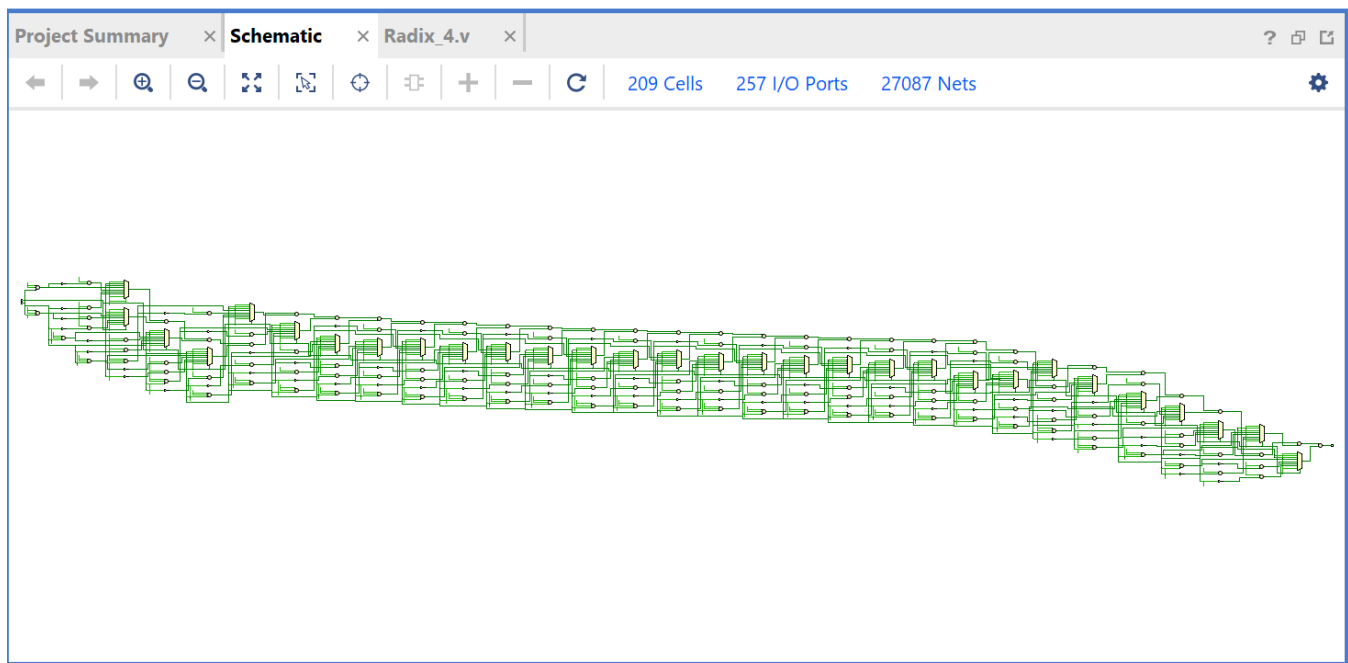 Project Summary × Schematic × Radix_4.v × ?
209 Cells 257 I/O Ports 27087 Nets